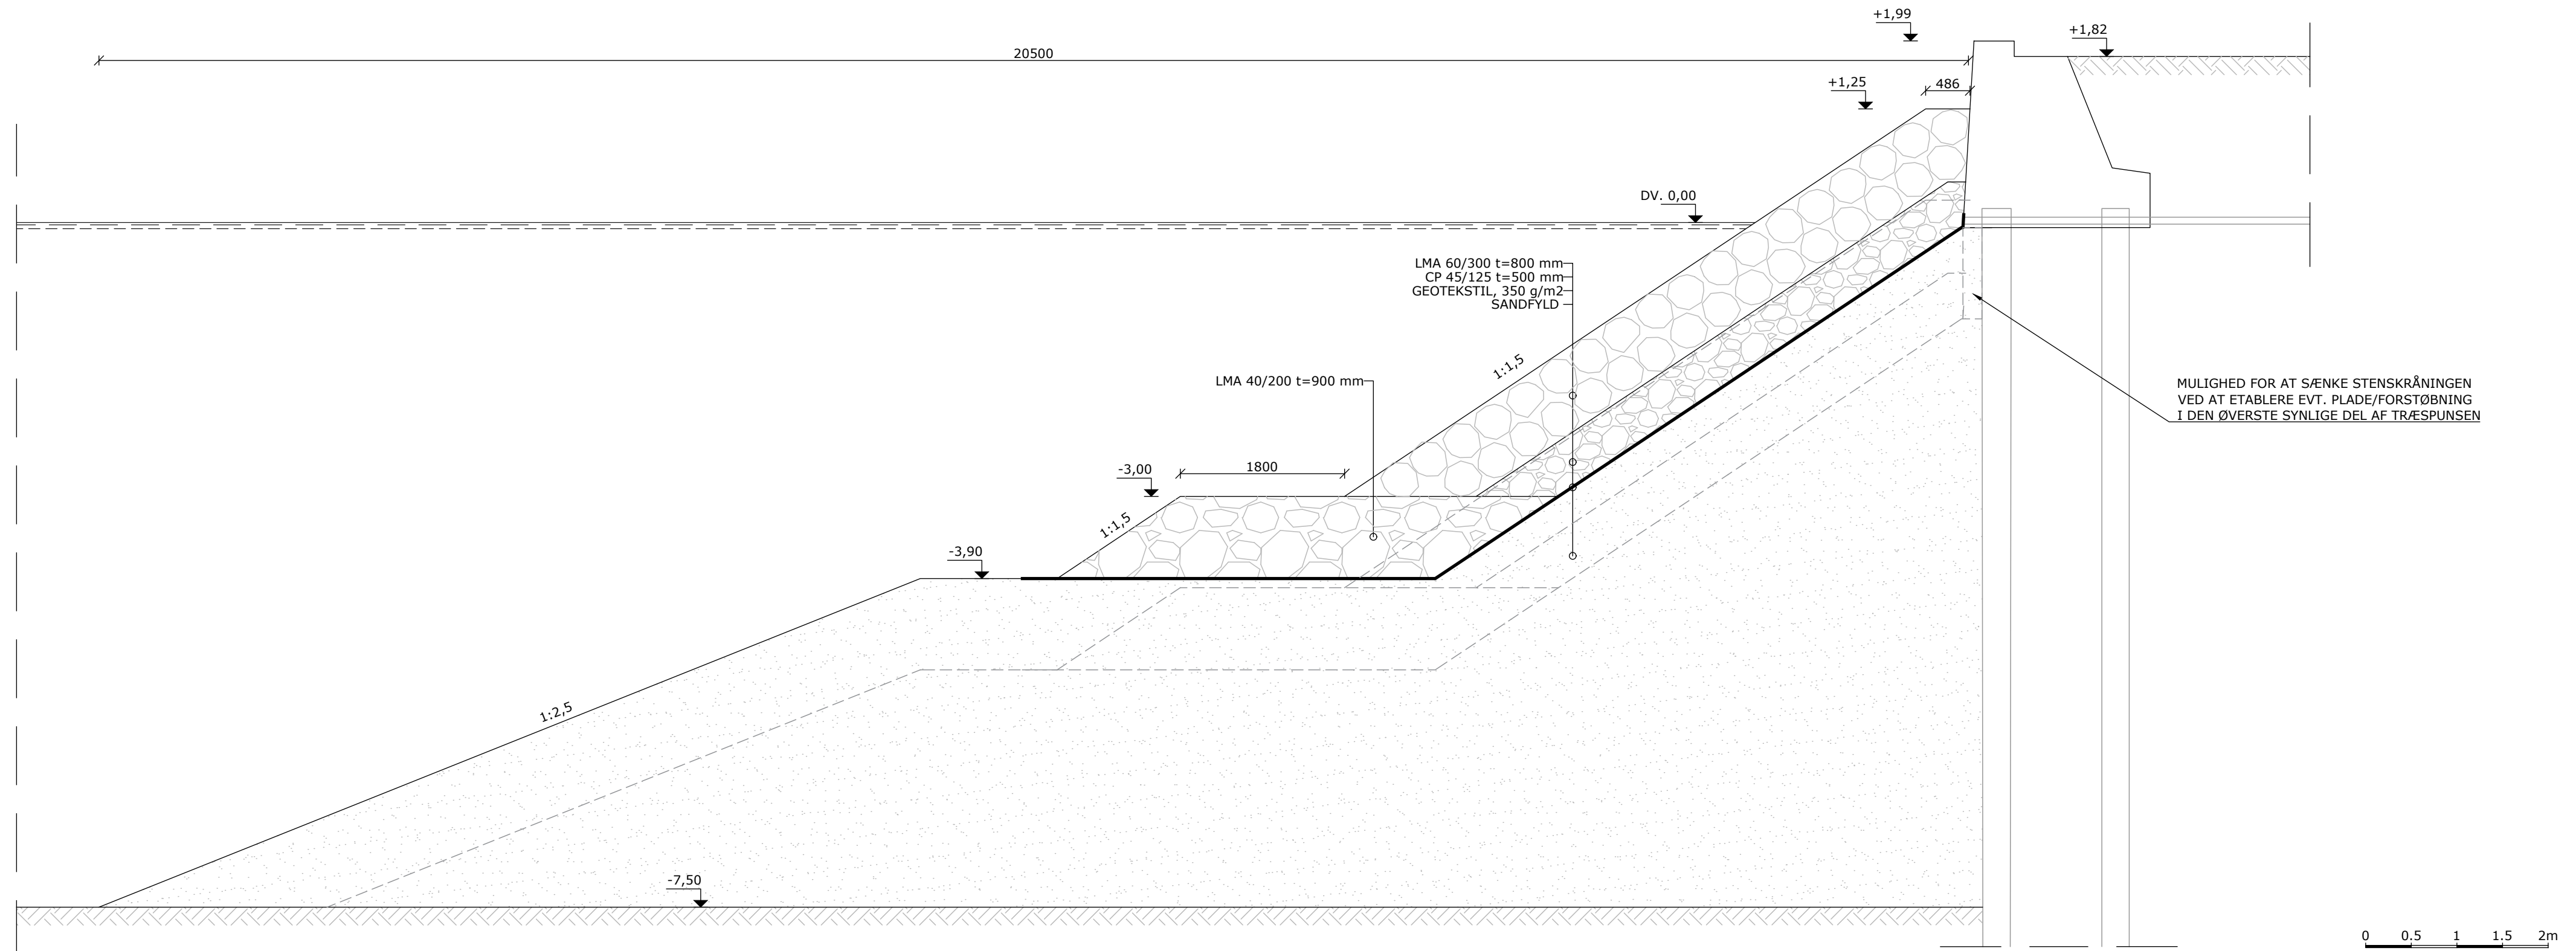 +1,99
+1,82
20500
+1,25
486
DV. 0,00
LMA 60/300 t=800 mm
CP 45/125 t=500 mm
GEOTEKSTIL, 350 g/m2
SANDFYLD
1:1,5
LMA 40/200 t=900 mm
MULIGHED FOR AT SÆNKE STENSKRÅNINGEN
VED AT ETABLERE EVT. PLADE/FORSTØBNING
I DEN ØVERSTE SYNLIGE DEL AF TRÆSPUNSEN
-3,00
1800
1:1,5
-3,90
1:2,5
-7,50
0 0.5 1 1.5 2m